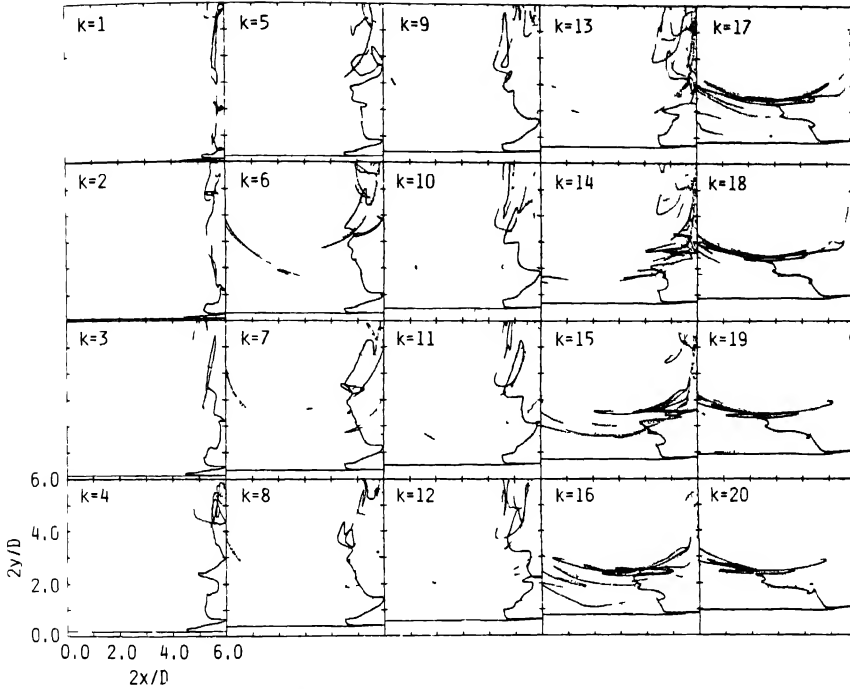 k=1 k=5 k=9 k=13 k=17
k=2 k=6 k=10 k=14 k=18
k=3 k=7 k=11 k=15 k=19
6.0
k=4 k=8 k=12 k=16 k=20
4.0
2y/D
2.0
0.0
0.0 2.0 4.0 6.0
2x/D